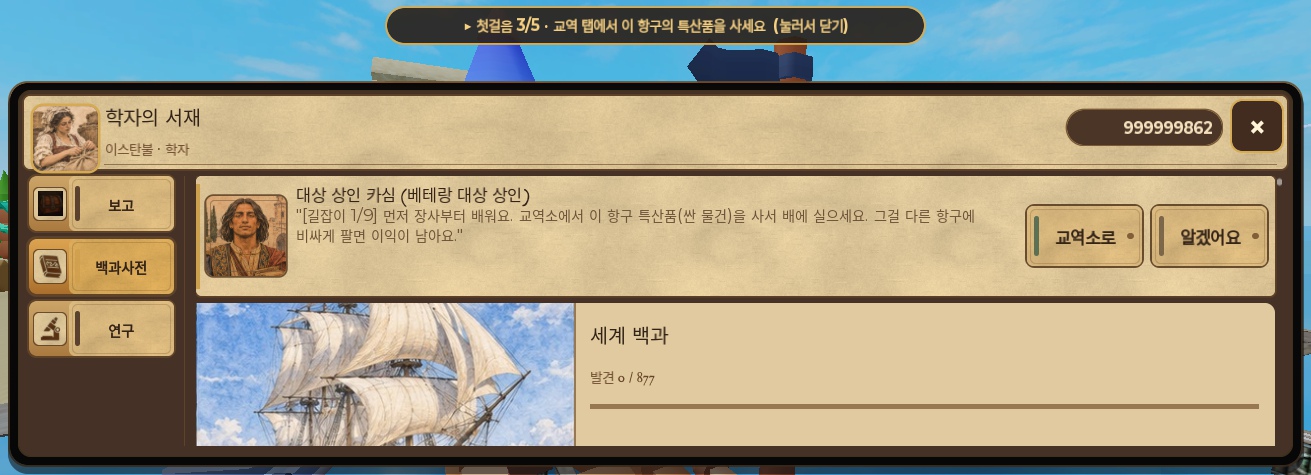 ▸ 첫걸음 3/5 · 교역 탭에서 이 항구의 특산품을 사세요 (눌러서 닫기)
학자의 서재
이스탄불 · 학자
999999862
×
보고
백과사전
연구
대상 상인 카심 (베테랑 대상 상인)
"[길잡이 1/9] 먼저 장사부터 배워요. 교역소에서 이 항구 특산품(싼 물건)을 사서 배에 실으세요. 그걸 다른 항구에
비싸게 팔면 이익이 남아요."
교역소로
알겠어요
세계 백과
발견 0 / 877